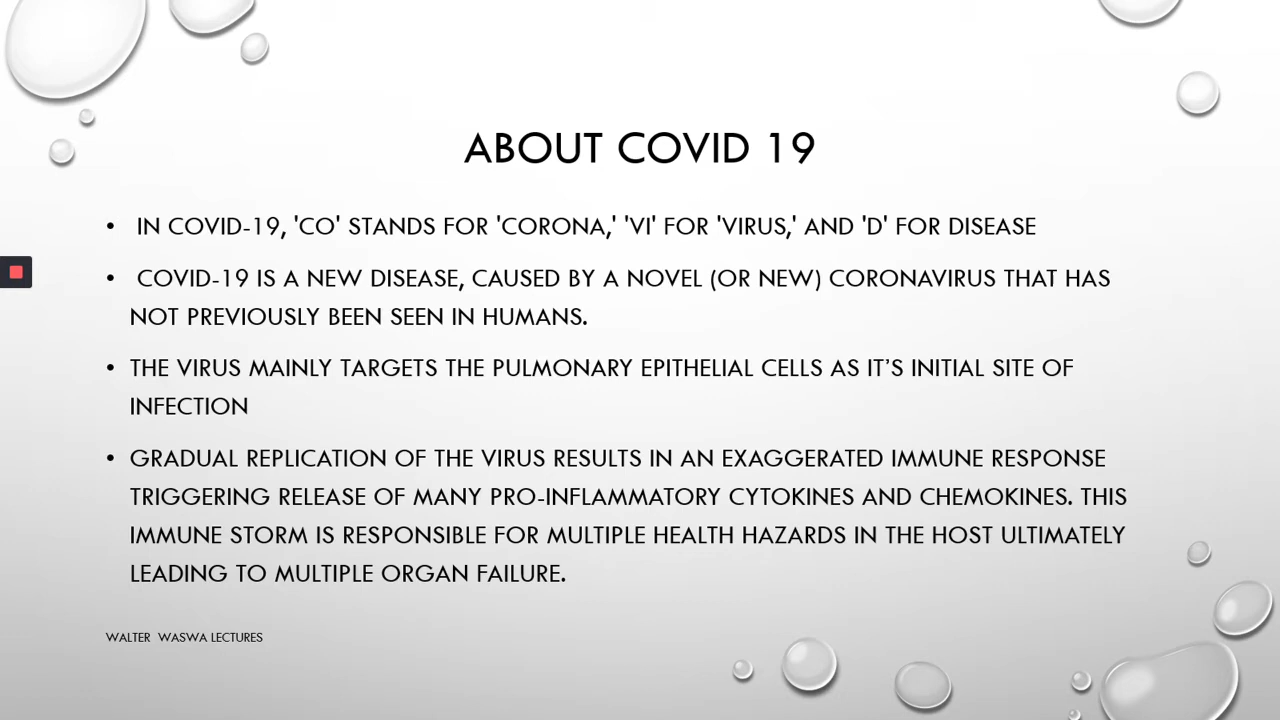 ABOUT COVID 19
• IN COVID-19, 'CO' STANDS FOR 'CORONA,' 'VI' FOR 'VIRUS,' AND 'D' FOR DISEASE
• COVID-19 IS A NEW DISEASE, CAUSED BY A NOVEL (OR NEW) CORONAVIRUS THAT HAS
NOT PREVIOUSLY BEEN SEEN IN HUMANS.
• THE VIRUS MAINLY TARGETS THE PULMONARY EPITHELIAL CELLS AS IT’S INITIAL SITE OF
INFECTION
• GRADUAL REPLICATION OF THE VIRUS RESULTS IN AN EXAGGERATED IMMUNE RESPONSE
TRIGGERING RELEASE OF MANY PRO-INFLAMMATORY CYTOKINES AND CHEMOKINES. THIS
IMMUNE STORM IS RESPONSIBLE FOR MULTIPLE HEALTH HAZARDS IN THE HOST ULTIMATELY
LEADING TO MULTIPLE ORGAN FAILURE.
WALTER WASWA LECTURES